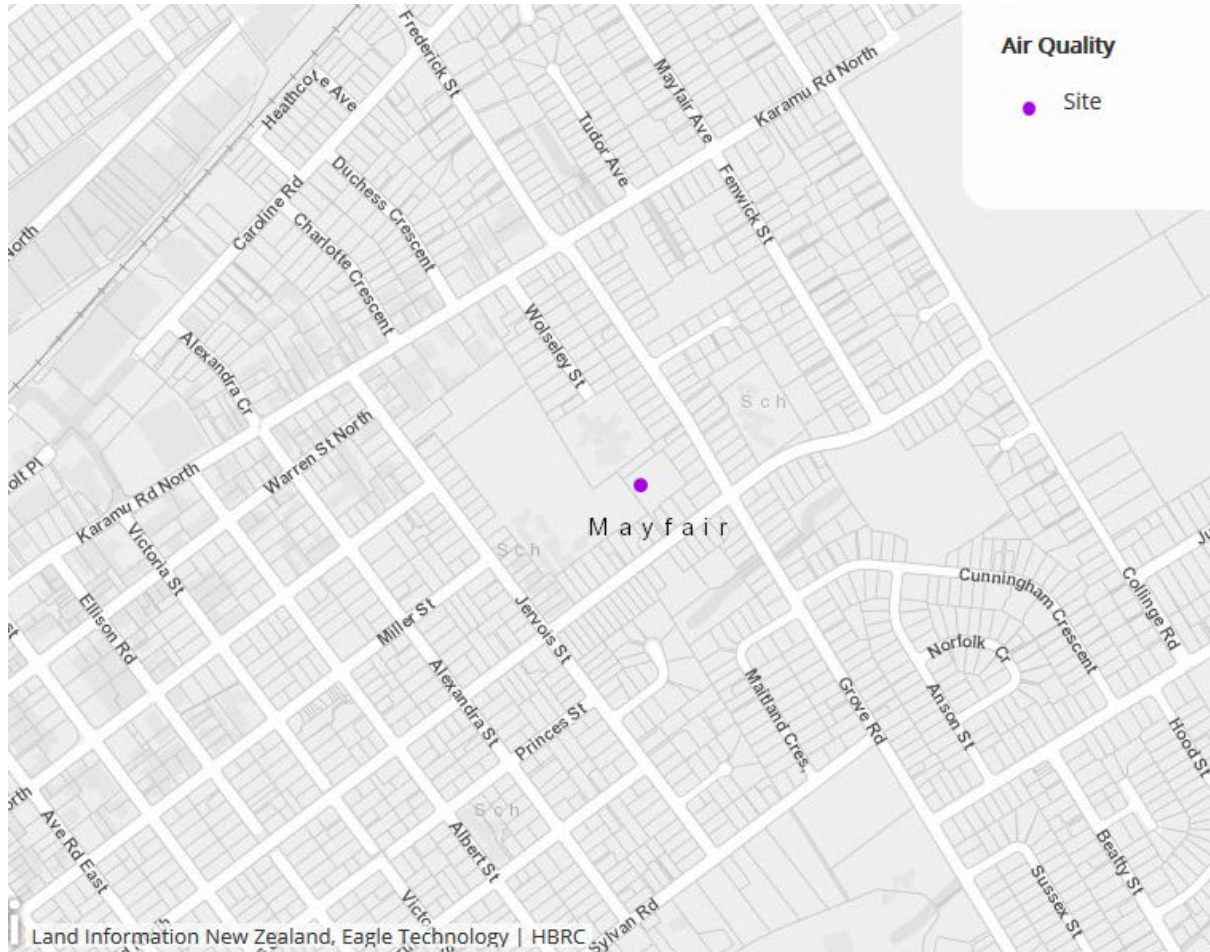 Air Quality
Site
Frederick St
Heathcote Ave
Mayfair Ave
Karamu Rd North
Tudor Ave
Duchess Crescent
Fenwick St
Caroline Rd
Charlotte Crescent
North
Wolseley St
Alexandra Cr
Sch
Warren St North
olt Pl
Karamu Rd North
Mayfair
Sch
Victoria St
Cunningham Crescent
Collinge Rd
Ellison Rd
Miller St
Jervois St
Norfolk Cr
Alexandra St
Maitland Cres,
Grove Rd
Anson St
Princes St
Hood St
Sch
Ave Rd East
Albert St
Beatty St
Sussex St
Sylvan Rd
Land Information New Zealand, Eagle Technology | HBRC